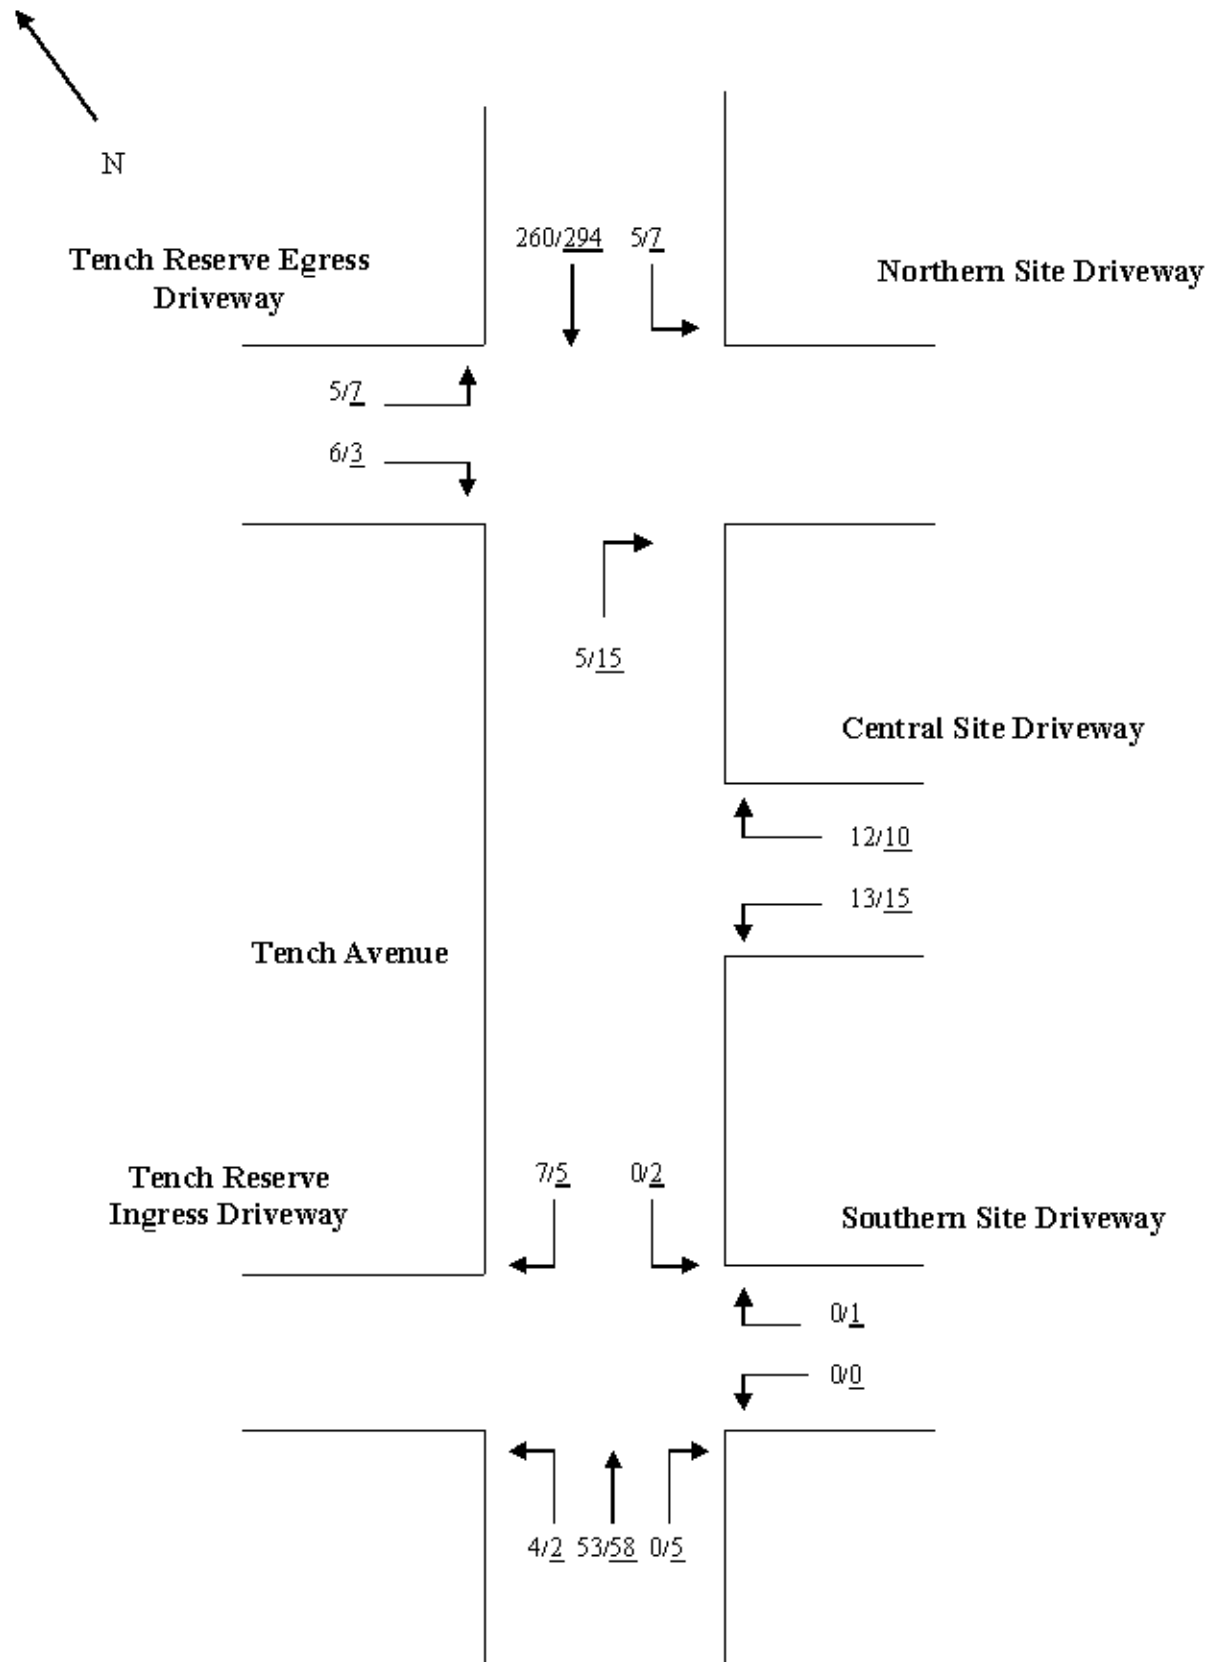 N
260/294 5/7
Tench Reserve Egress
Driveway
Northern Site Driveway
5/7
6/3
5/15
Central Site Driveway
12/10
13/15
Tench Avenue
7/5 0/2
Tench Reserve
Ingress Driveway
Southern Site Driveway
0/1
0/0
4/2 53/58 0/5